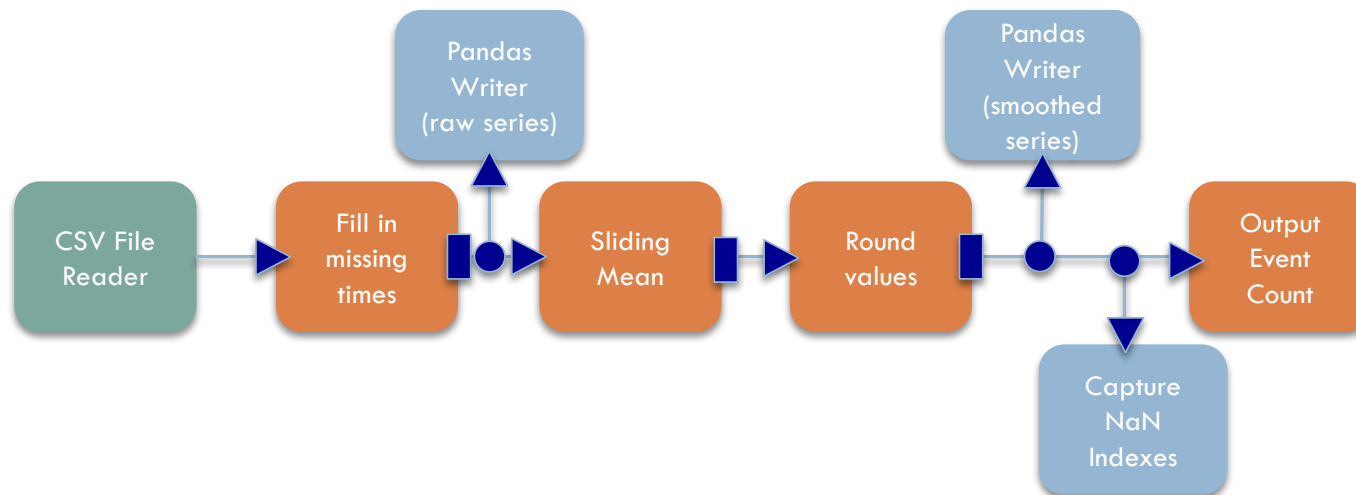 Pandas
Writer
(raw series)
Pandas
Writer
(smoothed
series)
CSV File
Reader
Fill in
missing
times
Sliding
Mean
Round
values
Output
Event
Count
Capture
NaN
Indexes